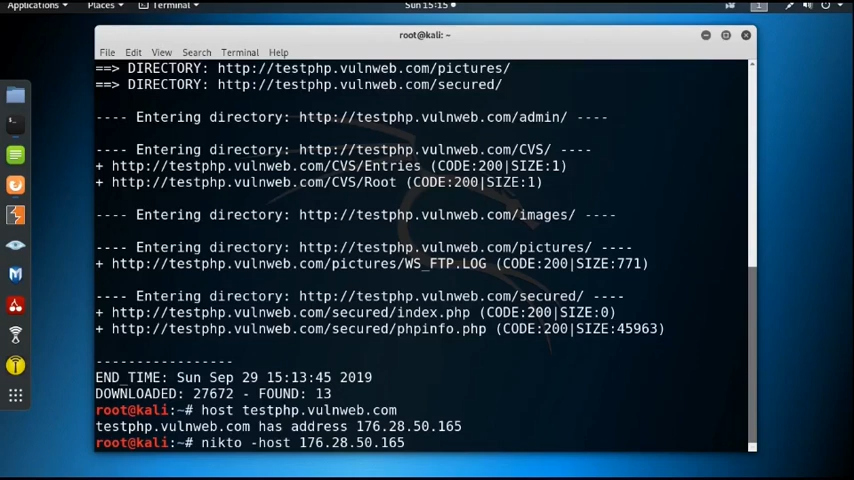 Applications Places Terminal Sun 15:15 1
root@kali: ~
File Edit View Search Terminal Help
==> DIRECTORY: http://testphp.vulnweb.com/pictures/
==> DIRECTORY: http://testphp.vulnweb.com/secured/
---- Entering directory: http://testphp.vulnweb.com/admin/ ----
---- Entering directory: http://testphp.vulnweb.com/CVS/ ----
+ http://testphp.vulnweb.com/CVS/Entries (CODE:200|SIZE:1)
+ http://testphp.vulnweb.com/CVS/Root (CODE:200|SIZE:1)
---- Entering directory: http://testphp.vulnweb.com/images/ ----
---- Entering directory: http://testphp.vulnweb.com/pictures/ ----
+ http://testphp.vulnweb.com/pictures/WS_FTP.LOG (CODE:200|SIZE:771)
---- Entering directory: http://testphp.vulnweb.com/secured/ ----
+ http://testphp.vulnweb.com/secured/index.php (CODE:200|SIZE:0)
+ http://testphp.vulnweb.com/secured/phpinfo.php (CODE:200|SIZE:45963)
-----------------
END_TIME: Sun Sep 29 15:13:45 2019
DOWNLOADED: 27672 - FOUND: 13
root@kali:~# host testphp.vulnweb.com
testphp.vulnweb.com has address 176.28.50.165
root@kali:~# nikto -host 176.28.50.165